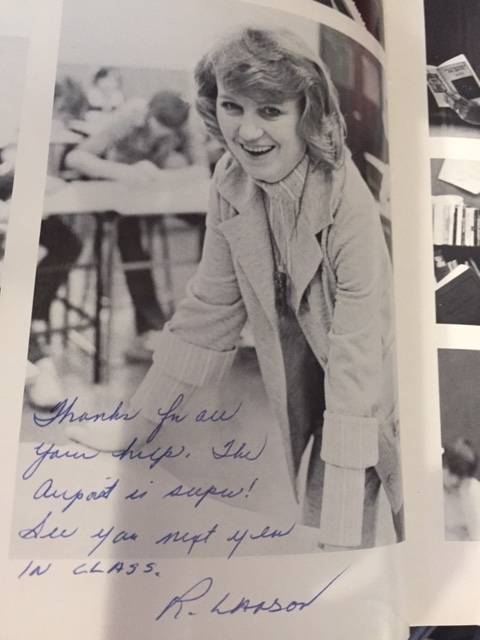 Thanks for all
your help. The
Airport is super!
See you next year
IN CLASS.
R. LARSON